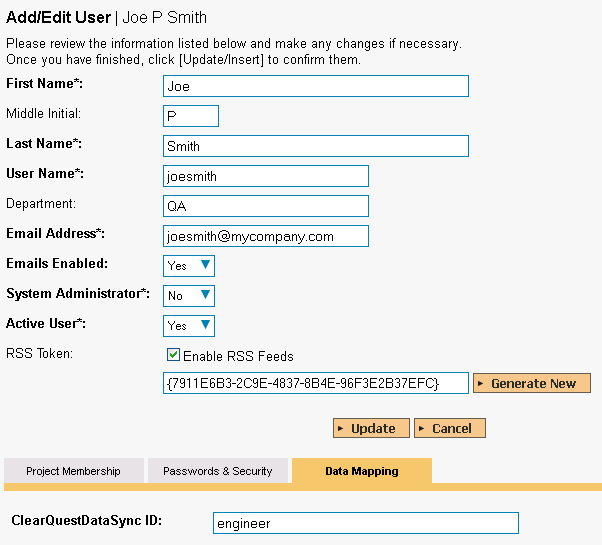 Add/Edit User | Joe P Smith
Please review the information listed below and make any changes if necessary.
Once you have finished, click [Update/Insert] to confirm them.
First Name*: Joe
Middle Initial: P
Last Name*: Smith
User Name*: joesmith
Department: QA
Email Address*: joesmith@mycompany.com
Emails Enabled: Yes
System Administrator*: No
Active User*: Yes
RSS Token: Enable RSS Feeds
{7911E6B3-2C9E-4837-8B4E-96F3E2B37EFC} Generate New
Update Cancel
Project Membership Passwords & Security Data Mapping
ClearQuestDataSync ID: engineer